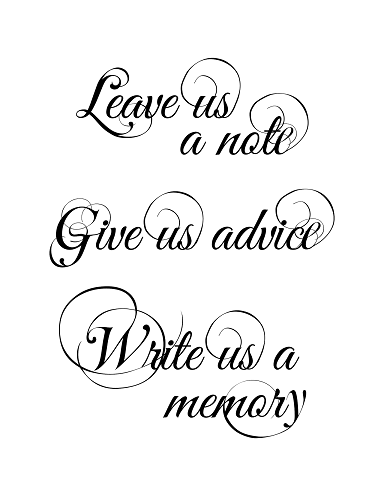 Leave us
a note
Give us advice
Write us a
memory